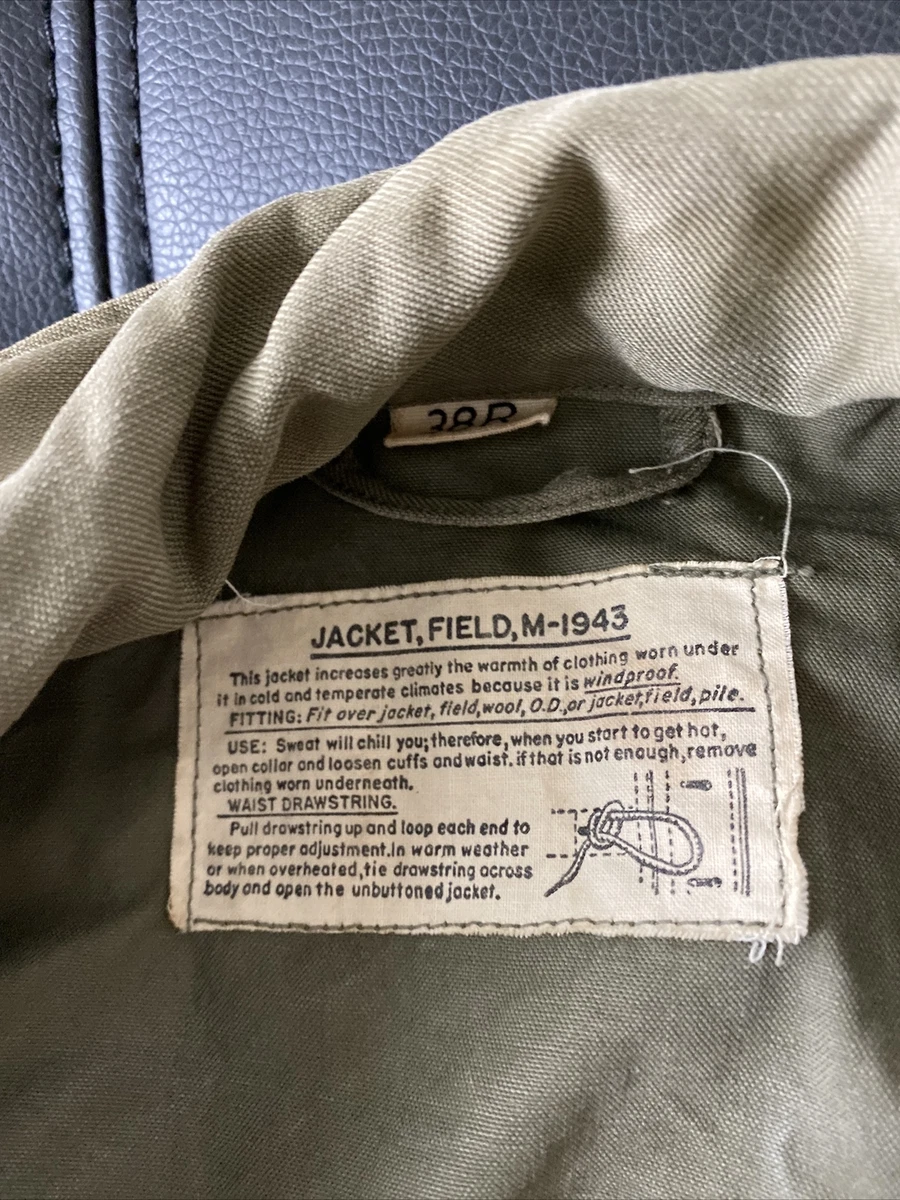 38R
JACKET, FIELD, M-1943
This jacket increases greatly the warmth of clothing worn under
it in cold and temperate climates because it is windproof.
FITTING: Fit over jacket, field, wool, O.D., or jacket, field, pile.
USE: Sweat will chill you; therefore, when you start to get hot,
open collar and loosen cuffs and waist. if that is not enough, remove
clothing worn underneath.
WAIST DRAWSTRING.
Pull drawstring up and loop each end to
keep proper adjustment. In warm weather
or when overheated, tie drawstring across
body and open the unbuttoned jacket.